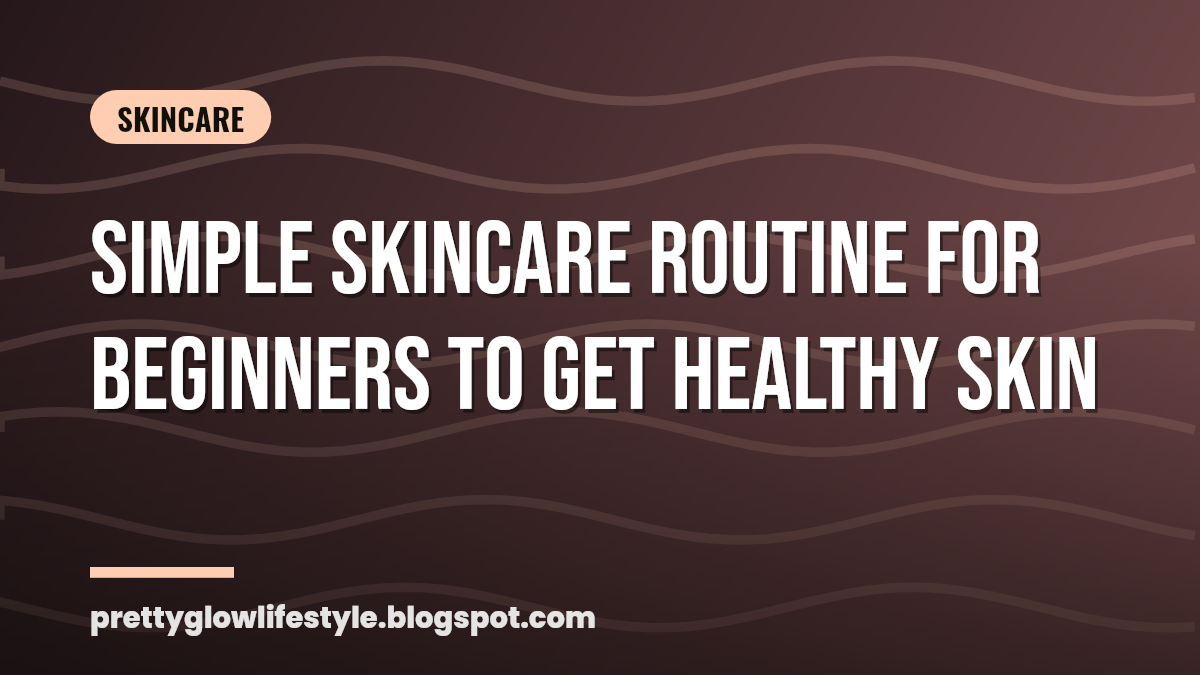 SKINCARE
SIMPLE SKINCARE ROUTINE FOR
BEGINNERS TO GET HEALTHY SKIN
prettyglowlifestyle.blogspot.com